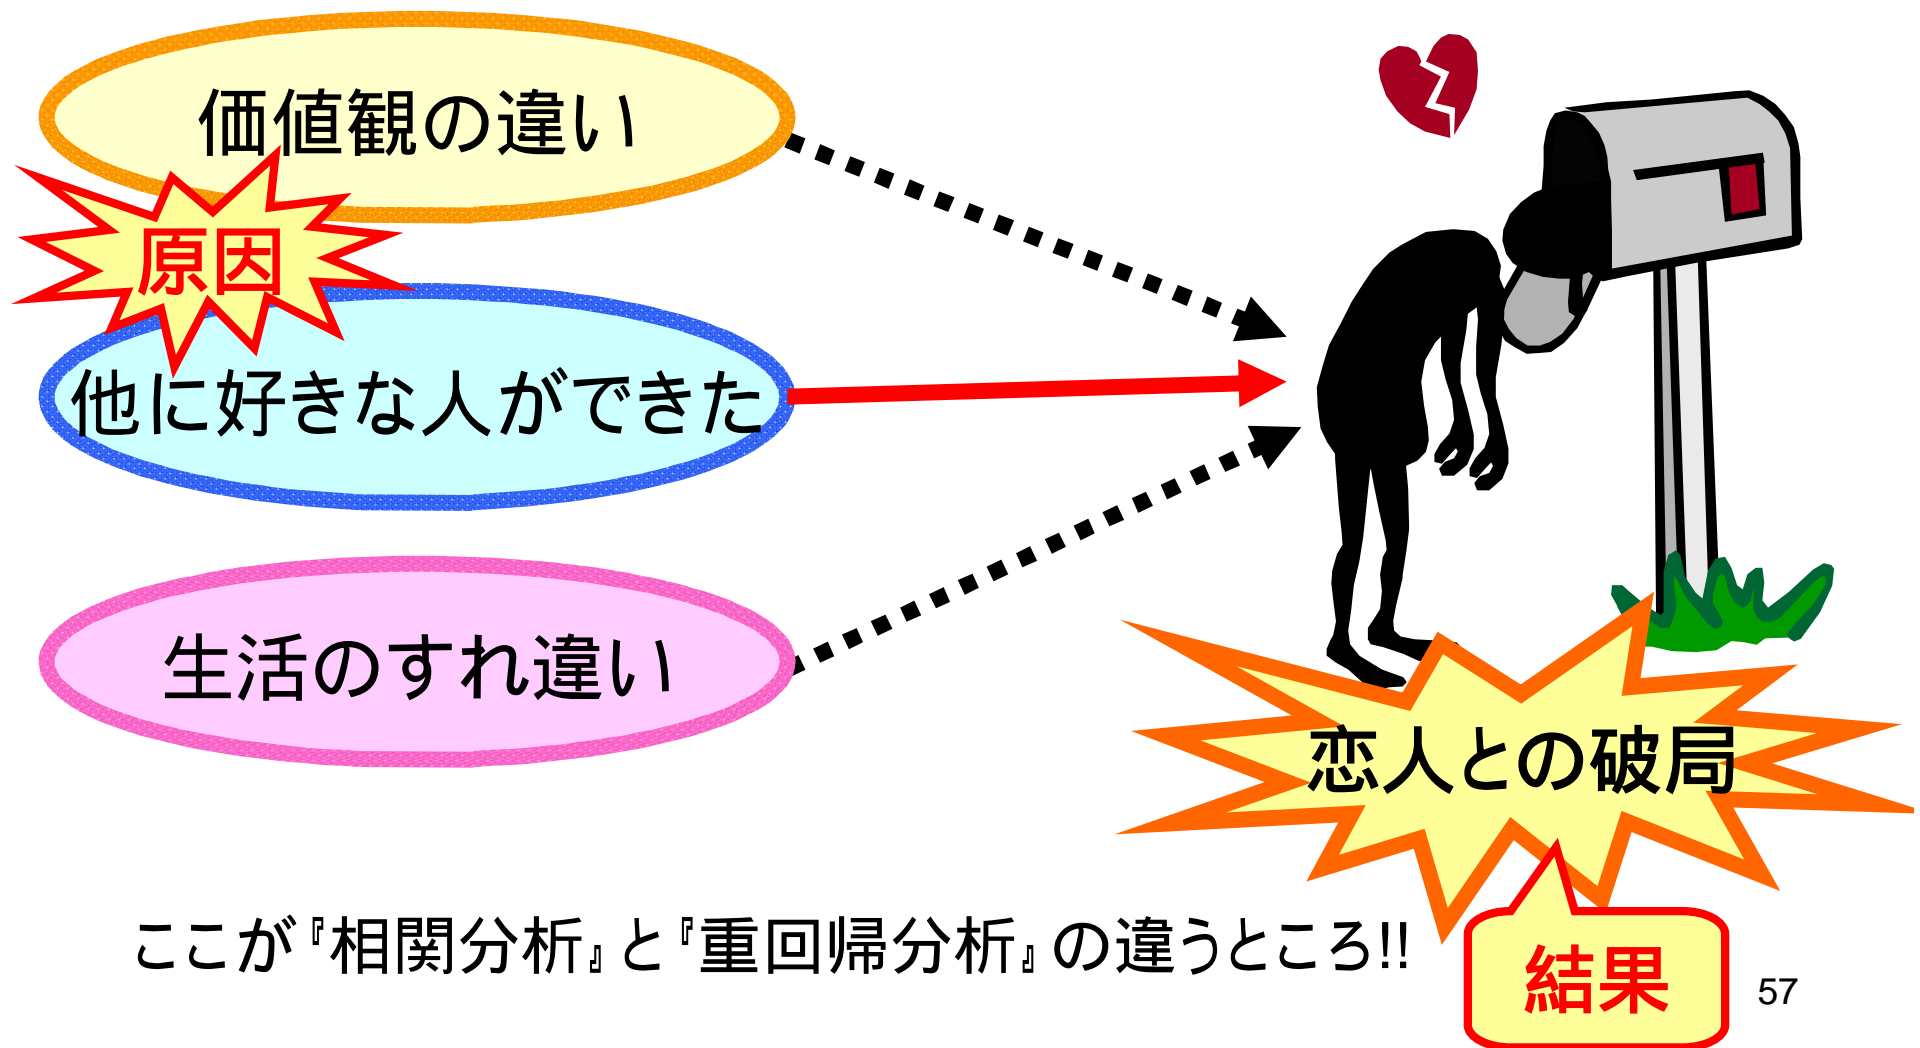 価値観の違い
原因
他に好きな人ができた
生活のすれ違い
恋人との破局
ここが『相関分析』と『重回帰分析』の違うところ!!
結果
57